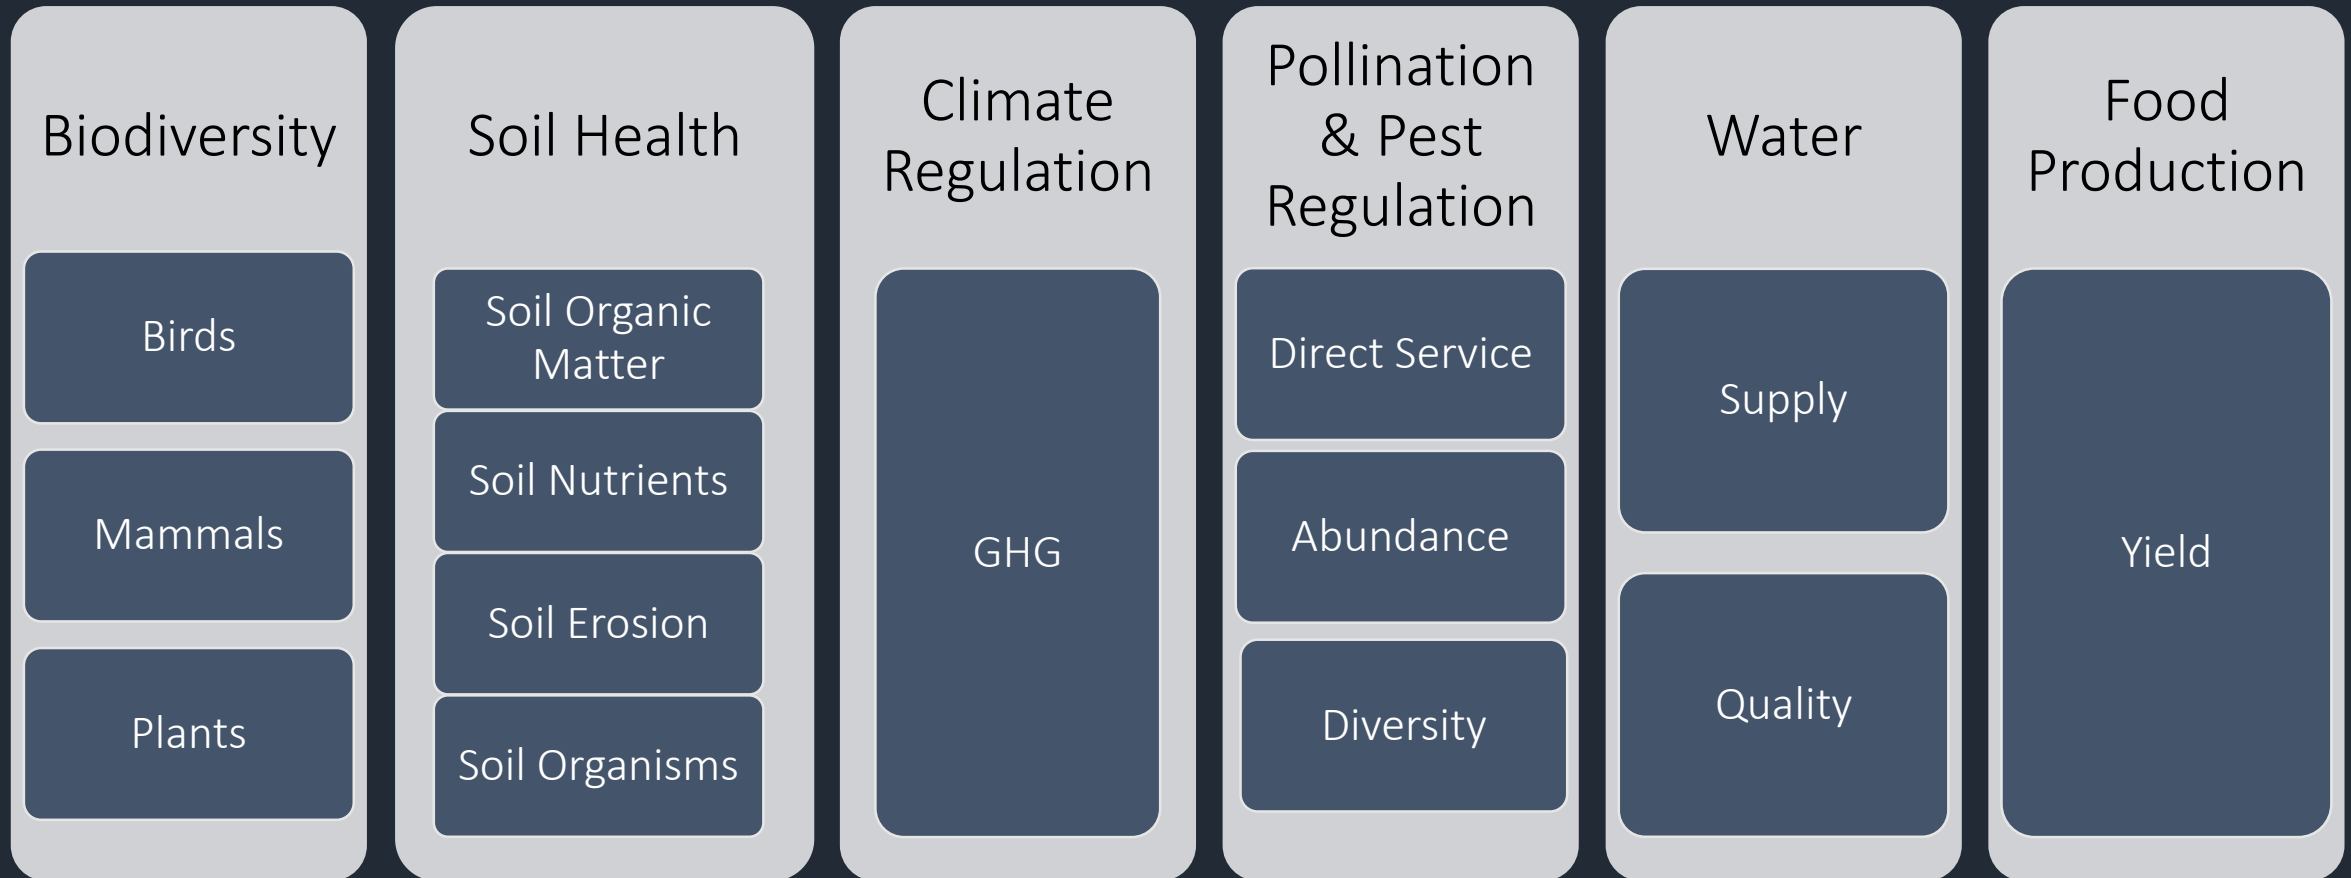 Biodiversity
Birds
Mammals
Plants
Soil Health
Soil Organic
Matter
Soil Nutrients
Soil Erosion
Soil Organisms
Climate
Regulation
GHG
Pollination
& Pest
Regulation
Direct Service
Abundance
Diversity
Water
Supply
Quality
Food
Production
Yield